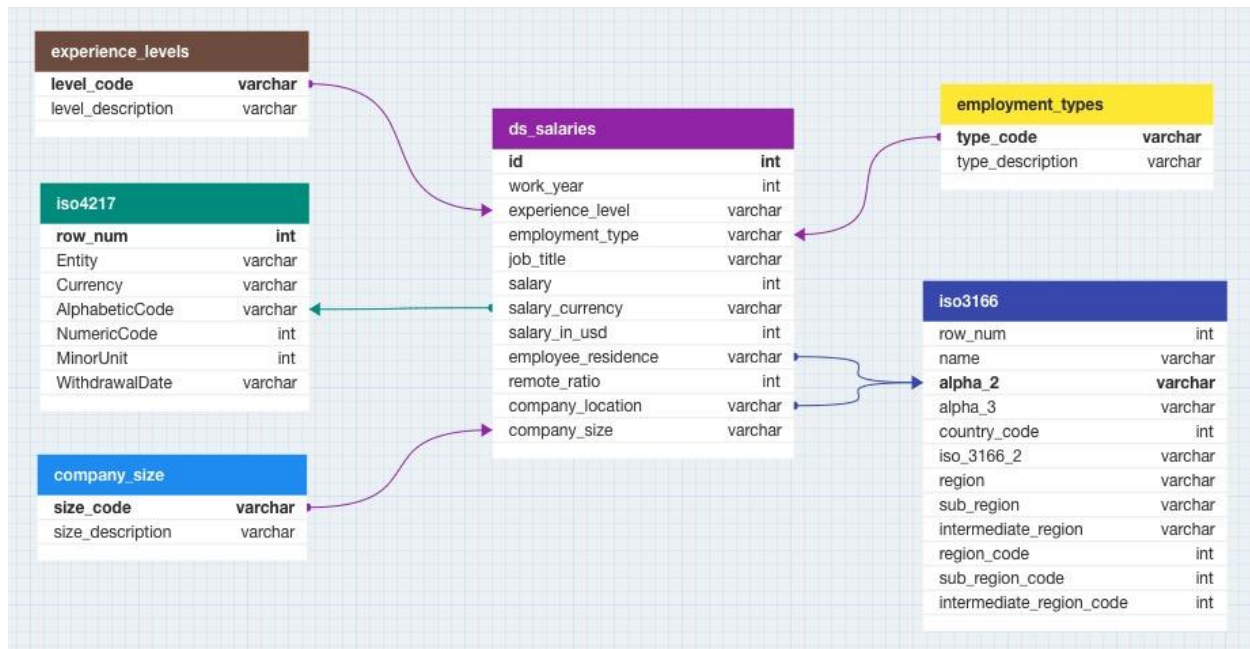 experience_levels
level_code varchar
level_description varchar
iso4217
row_num int
Entity varchar
Currency varchar
AlphabeticCode varchar
NumericCode int
MinorUnit int
WithdrawalDate varchar
company_size
size_code varchar
size_description varchar
ds_salaries
id int
work_year int
experience_level varchar
employment_type varchar
job_title varchar
salary int
salary_currency varchar
salary_in_usd int
employee_residence varchar
remote_ratio int
company_location varchar
company_size varchar
employment_types
type_code varchar
type_description varchar
iso3166
row_num int
name varchar
alpha_2 varchar
alpha_3 varchar
country_code int
iso_3166_2 varchar
region varchar
sub_region varchar
intermediate_region varchar
region_code int
sub_region_code int
intermediate_region_code int